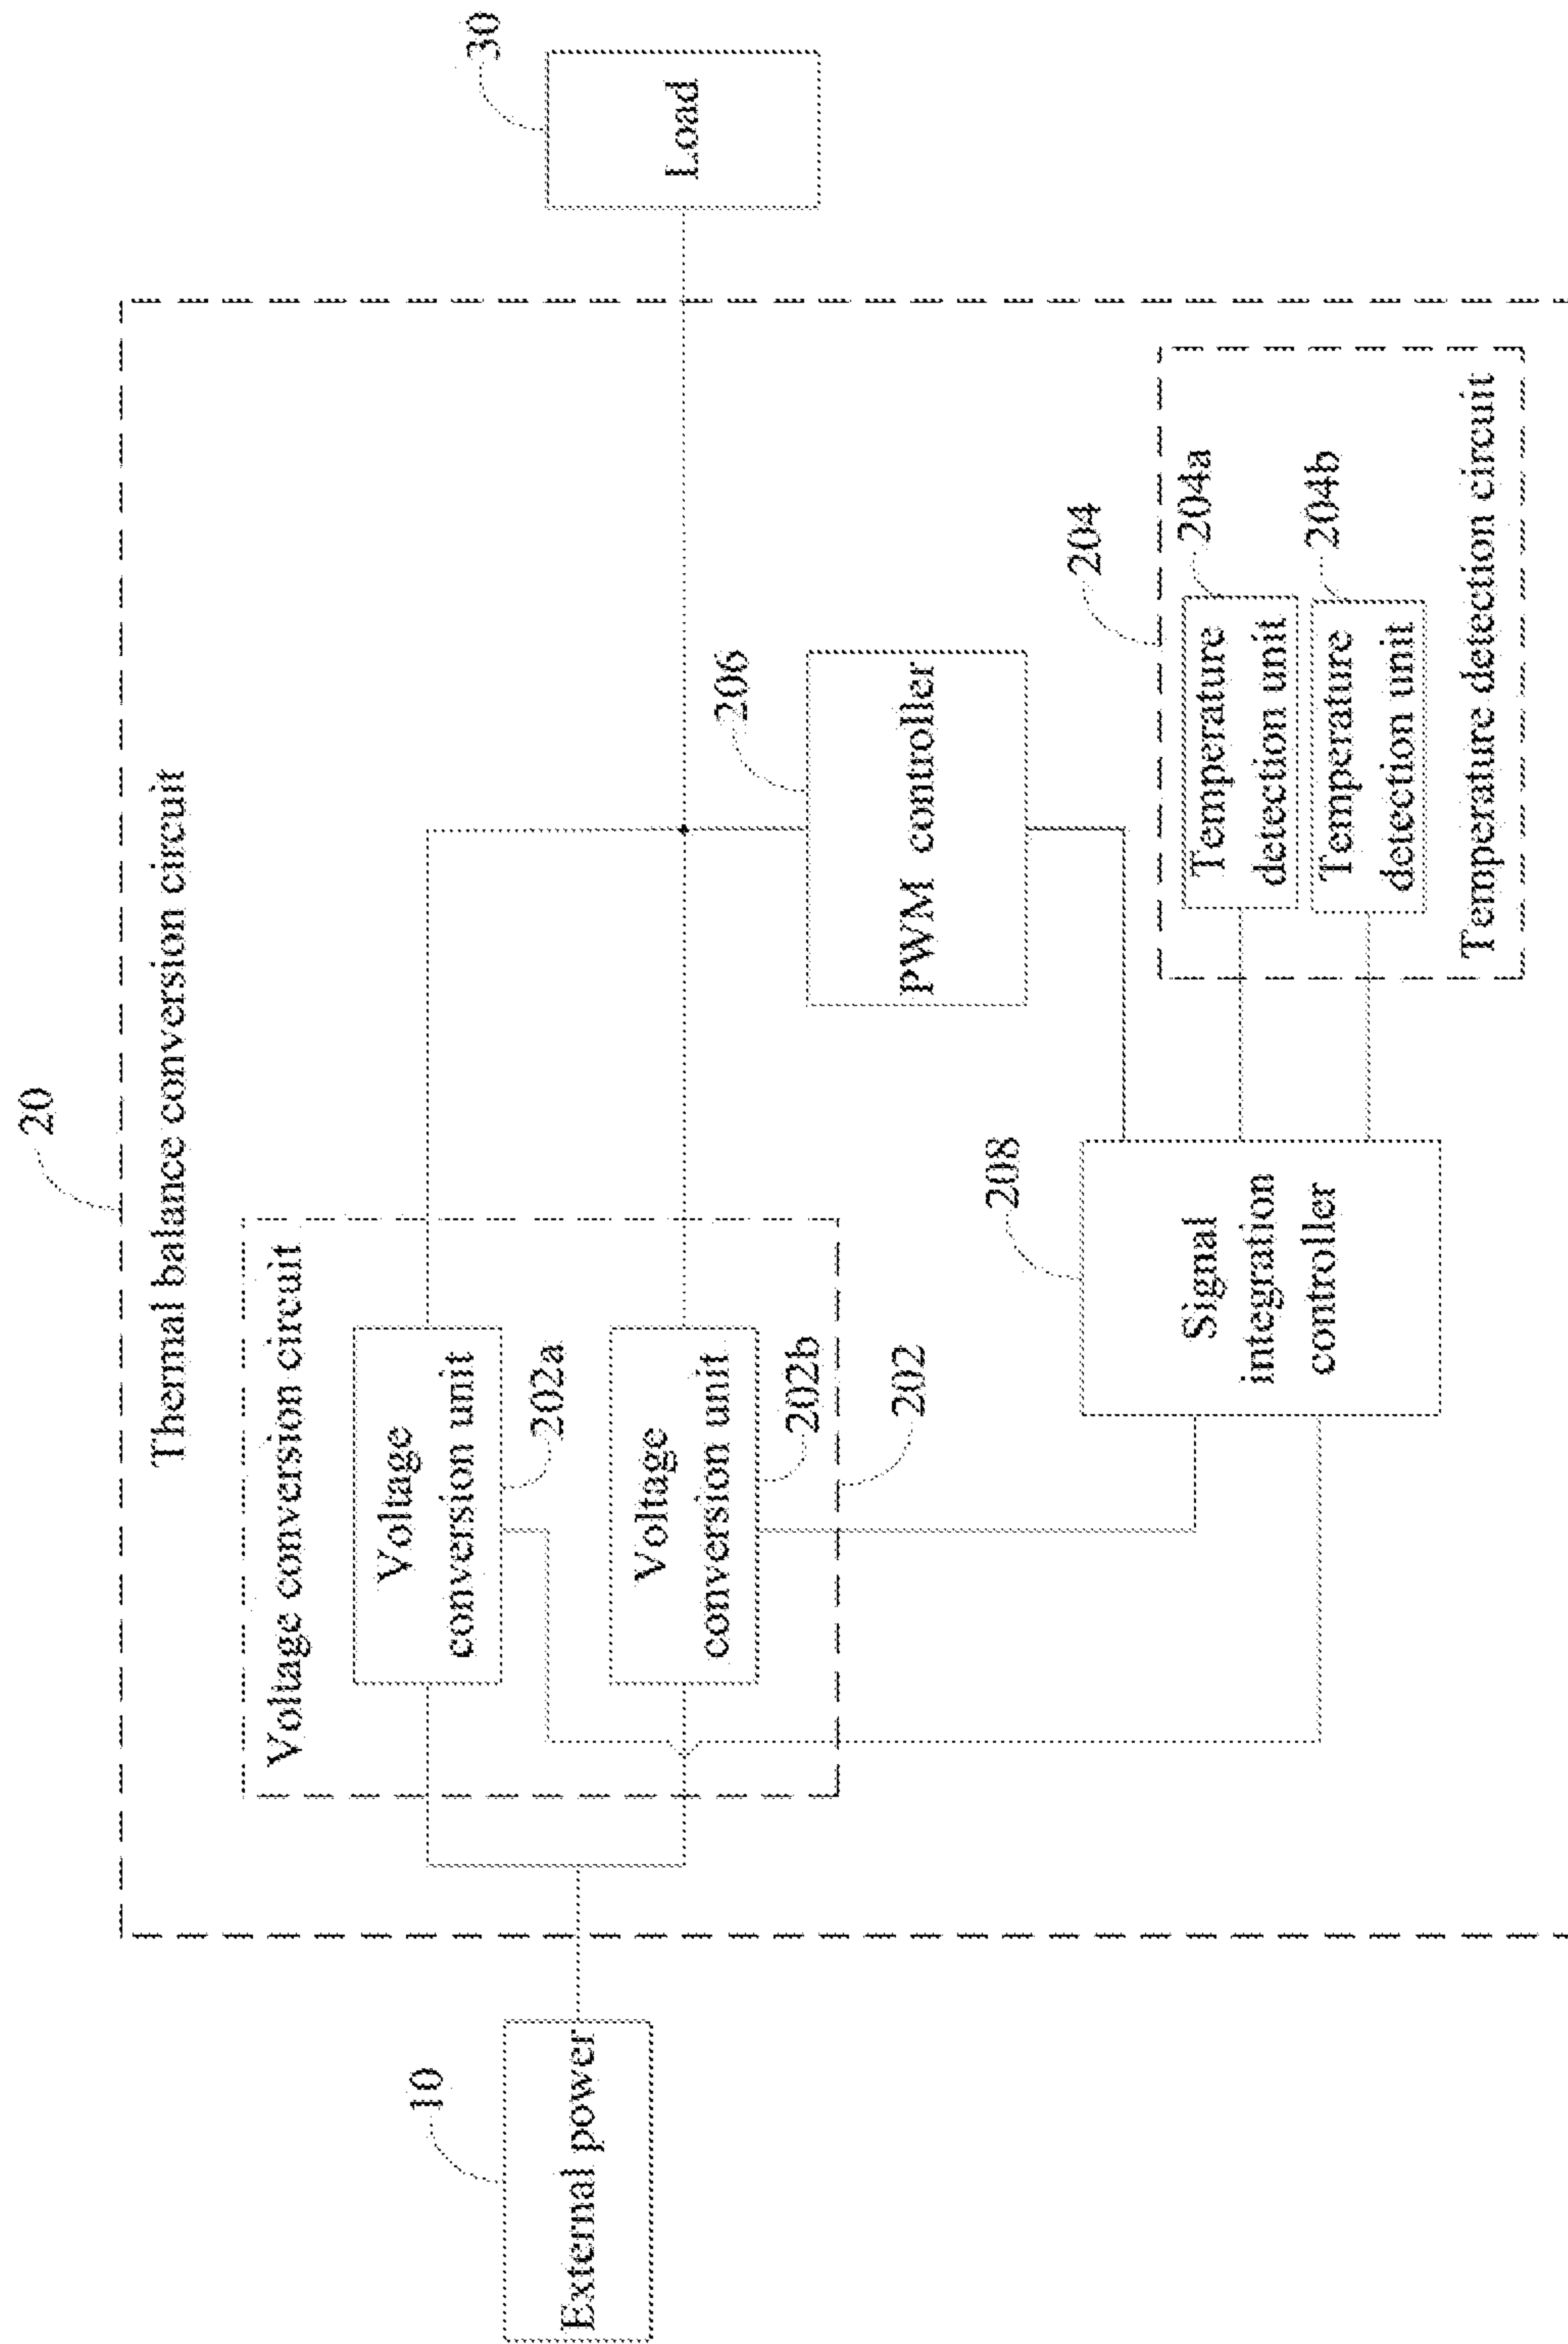 20
Thermal balance conversion circuit
Voltage conversion circuit
10
External power
Voltage
conversion unit
202a
Voltage
conversion unit
202b
202
30
Load
206
PWM controller
208
Signal
integration
controller
204
Temperature
detection unit
204a
Temperature
detection unit
204b
Temperature detection circuit